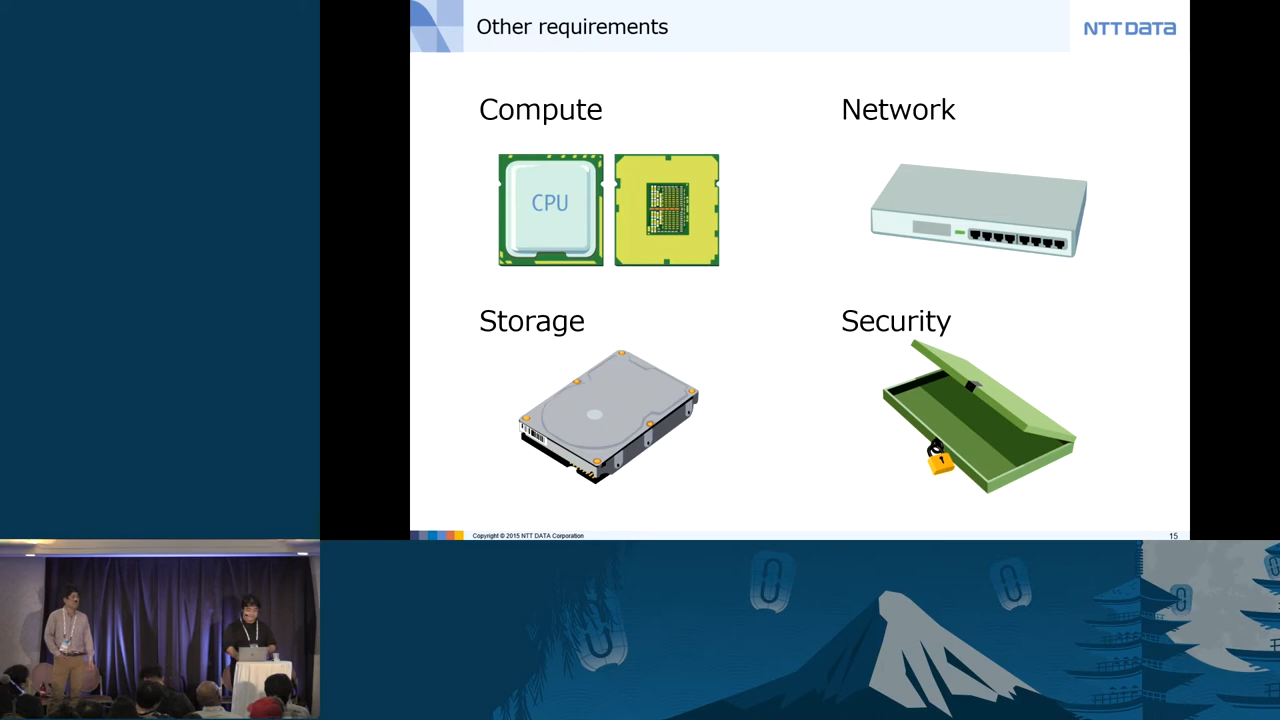 Other requirements
NTT DATA
Compute
Network
CPU
Storage
Security
Copyright © 2015 NTT DATA Corporation
15